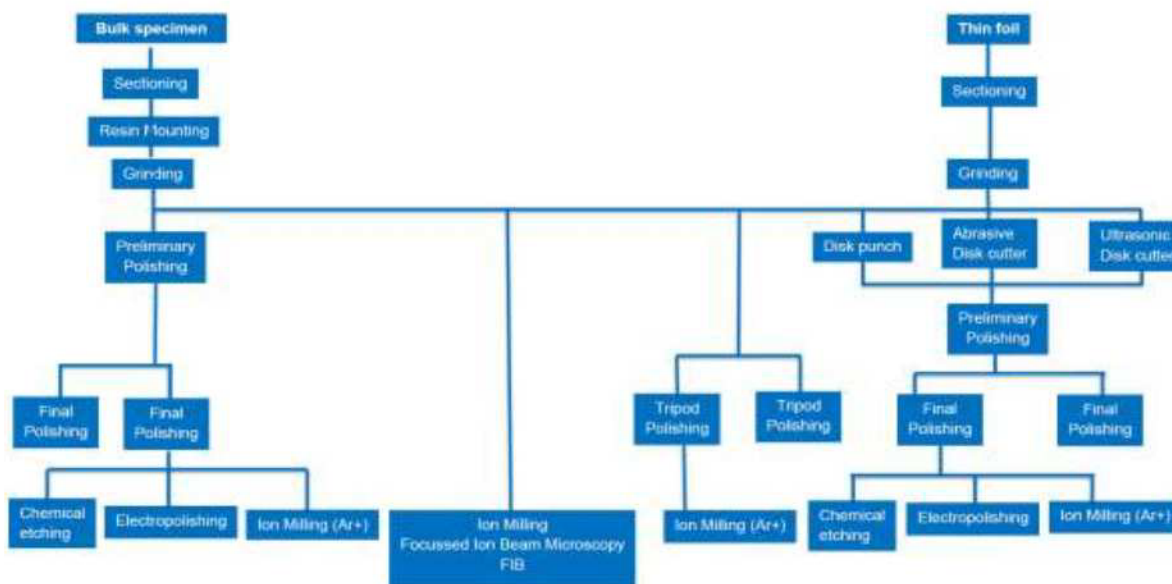 Bulk specimen
Thin foil
Sectioning
Sectioning
Resin Mounting
Grinding
Grinding
Preliminary
Polishing
Disk punch
Abrasive
Disk cutter
Ultrasonic
Disk cutter
Preliminary
Polishing
Final
Polishing
Final
Polishing
Tripod
Polishing
Tripod
Polishing
Final
Polishing
Final
Polishing
Chemical
etching
Electropolishing
Ion Milling (Ar+)
Ion Milling
Focussed Ion Beam Microscopy
FIB
Ion Milling (Ar+)
Chemical
etching
Electropolishing
Ion Milling (Ar+)